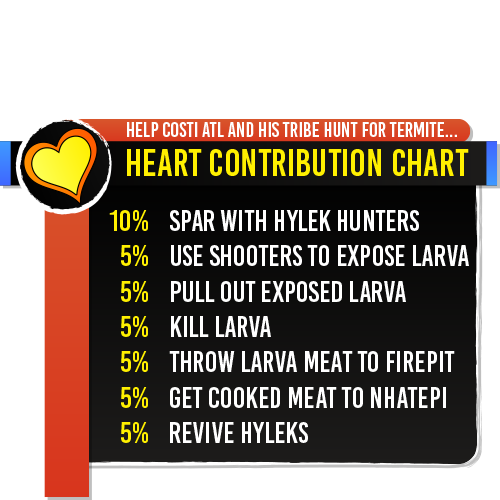 HELP COSTI ATL AND HIS TRIBE HUNT FOR TERMITE...
HEART CONTRIBUTION CHART
10% SPAR WITH HYLEK HUNTERS
5% USE SHOOTERS TO EXPOSE LARVA
5% PULL OUT EXPOSED LARVA
5% KILL LARVA
5% THROW LARVA MEAT TO FIREPIT
5% GET COOKED MEAT TO NHATEPI
5% REVIVE HYLEKS